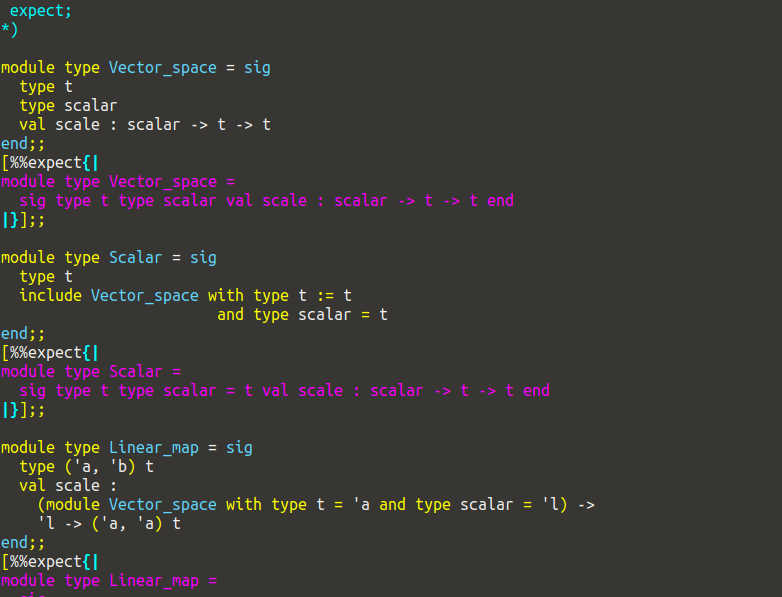 expect;
*)
module type Vector_space = sig
type t
type scalar
val scale : scalar -> t -> t
end;;
[%%expect{|
module type Vector_space =
sig type t type scalar val scale : scalar -> t -> t end
|}];;
module type Scalar = sig
type t
include Vector_space with type t := t
and type scalar = t
end;;
[%%expect{|
module type Scalar =
sig type t type scalar = t val scale : scalar -> t -> t end
|}];;
module type Linear_map = sig
type ('a, 'b) t
val scale :
(module Vector_space with type t = 'a and type scalar = 'l) ->
'l -> ('a, 'a) t
end;;
[%%expect{|
module type Linear_map =